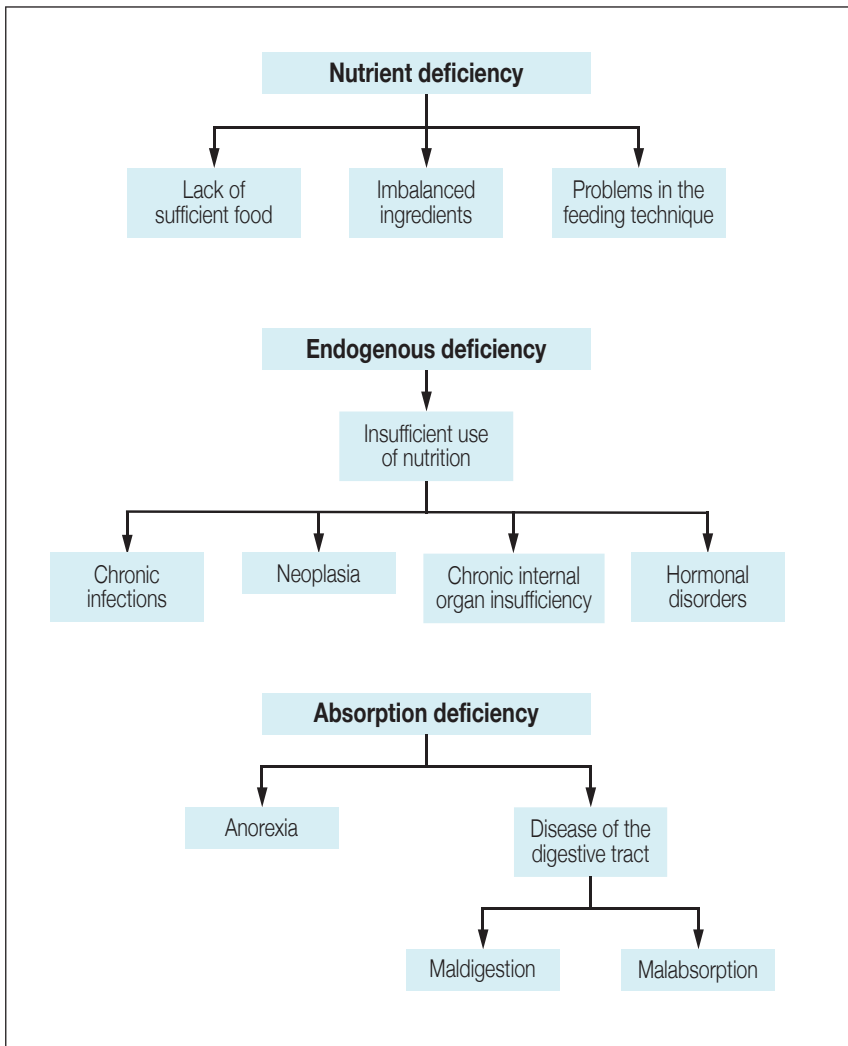 Nutrient deficiency
Lack of
sufficient food
Imbalanced
ingredients
Problems in the
feeding technique
Endogenous deficiency
Insufficient use
of nutrition
Chronic
infections
Neoplasia
Chronic internal
organ insufficiency
Hormonal
disorders
Absorption deficiency
Anorexia
Disease of the
digestive tract
Maldigestion
Malabsorption